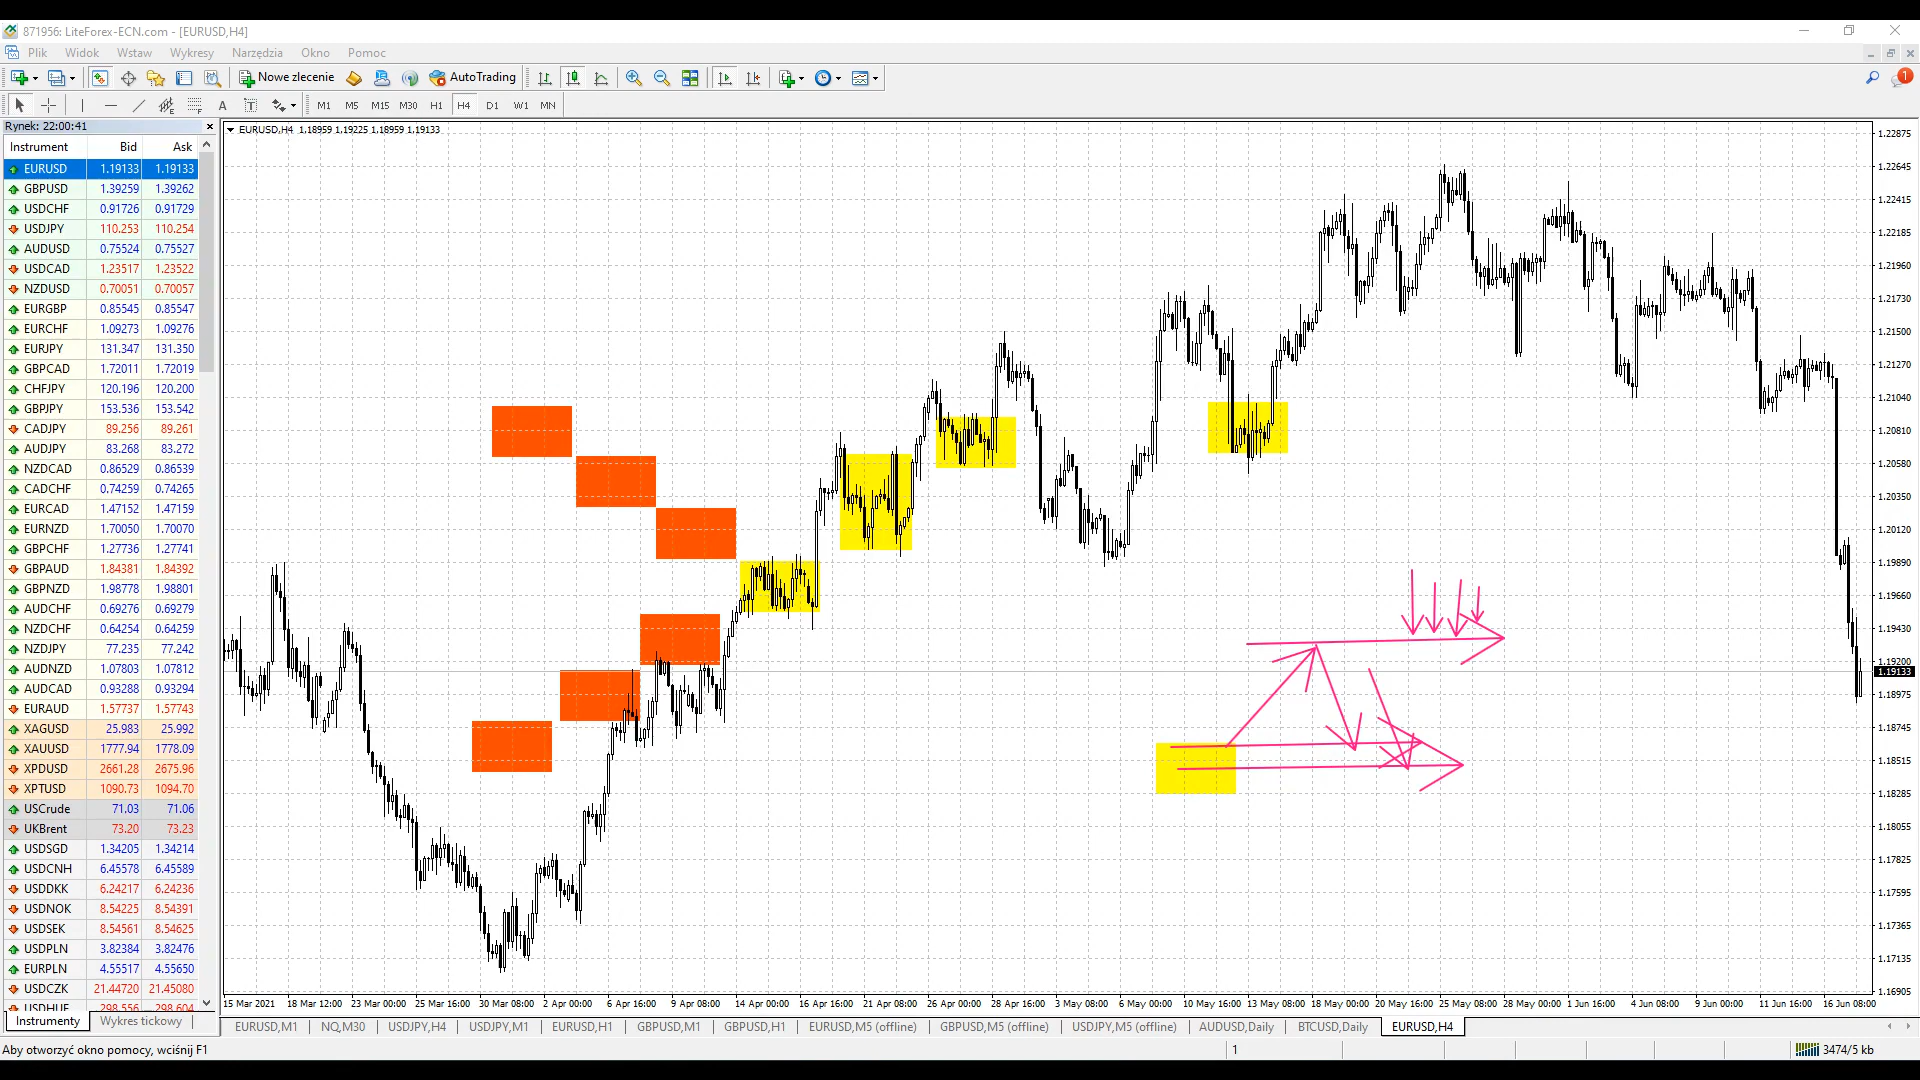 871956: LiteForex-ECN.com - [EURUSD,H4]
Plik Widok Wstaw Wykresy Narzędzia Okno Pomoc
Nowe zlecenie AutoTrading 1
A T M1 M5 M15 M30 H1 H4 D1 W1 MN
Rynek: 22:00:41
EURUSD,H4 1.18959 1.19225 1.18959 1.19133
Instrument Bid Ask
EURUSD 1.19133 1.19133
GBPUSD 1.39259 1.39262
USDCHF 0.91726 0.91729
USDJPY 110.253 110.254
AUDUSD 0.75524 0.75527
USDCAD 1.23517 1.23522
NZDUSD 0.70051 0.70057
EURGBP 0.85545 0.85547
EURCHF 1.09273 1.09276
EURJPY 131.347 131.350
GBPCAD 1.72011 1.72019
CHFJPY 120.196 120.200
GBPJPY 153.536 153.542
CADJPY 89.256 89.261
AUDJPY 83.268 83.272
NZDCAD 0.86529 0.86539
CADCHF 0.74259 0.74265
EURCAD 1.47152 1.47159
EURNZD 1.70050 1.70070
GBPCHF 1.27736 1.27741
GBPAUD 1.84381 1.84392
GBPNZD 1.98778 1.98801
AUDCHF 0.69276 0.69279
NZDCHF 0.64254 0.64259
NZDJPY 77.235 77.242
AUDNZD 1.07803 1.07812
AUDCAD 0.93288 0.93294
EURAUD 1.57737 1.57743
XAGUSD 25.983 25.992
XAUUSD 1777.94 1778.09
XPDUSD 2661.28 2675.96
XPTUSD 1090.73 1094.70
USCrude 71.03 71.06
UKBrent 73.20 73.23
USDSGD 1.34205 1.34214
USDCNH 6.45578 6.45589
USDDKK 6.24217 6.24236
USDNOK 8.54225 8.54391
USDSEK 8.54561 8.54625
USDPLN 3.82384 3.82476
EURPLN 4.55517 4.55650
USDCZK 21.44720 21.45080
USDHUF 298.556 298.604
1.22875
1.22645
1.22415
1.22185
1.21960
1.21730
1.21500
1.21270
1.21040
1.20810
1.20580
1.20350
1.20120
1.19890
1.19660
1.19430
1.19200
1.19133
1.18975
1.18745
1.18515
1.18285
1.18055
1.17825
1.17595
1.17365
1.17135
1.16905
15 Mar 2021 18 Mar 12:00 23 Mar 00:00 25 Mar 16:00 30 Mar 08:00 2 Apr 00:00 6 Apr 16:00 9 Apr 08:00 14 Apr 00:00 16 Apr 16:00 21 Apr 08:00 26 Apr 00:00 28 Apr 16:00 3 May 08:00 6 May 00:00 10 May 16:00 13 May 08:00 18 May 00:00 20 May 16:00 25 May 08:00 28 May 00:00 1 Jun 16:00 4 Jun 08:00 9 Jun 00:00 11 Jun 16:00 16 Jun 08:00
Instrumenty Wykres tickowy
EURUSD,M1 NQ,M30 USDJPY,H4 USDJPY,M1 EURUSD,H1 GBPUSD,M1 GBPUSD,H1 EURUSD,M5 (offline) GBPUSD,M5 (offline) USDJPY,M5 (offline) AUDUSD,Daily BTCUSD,Daily EURUSD,H4
Aby otworzyć okno pomocy, wciśnij F1 1 3474/5 kb